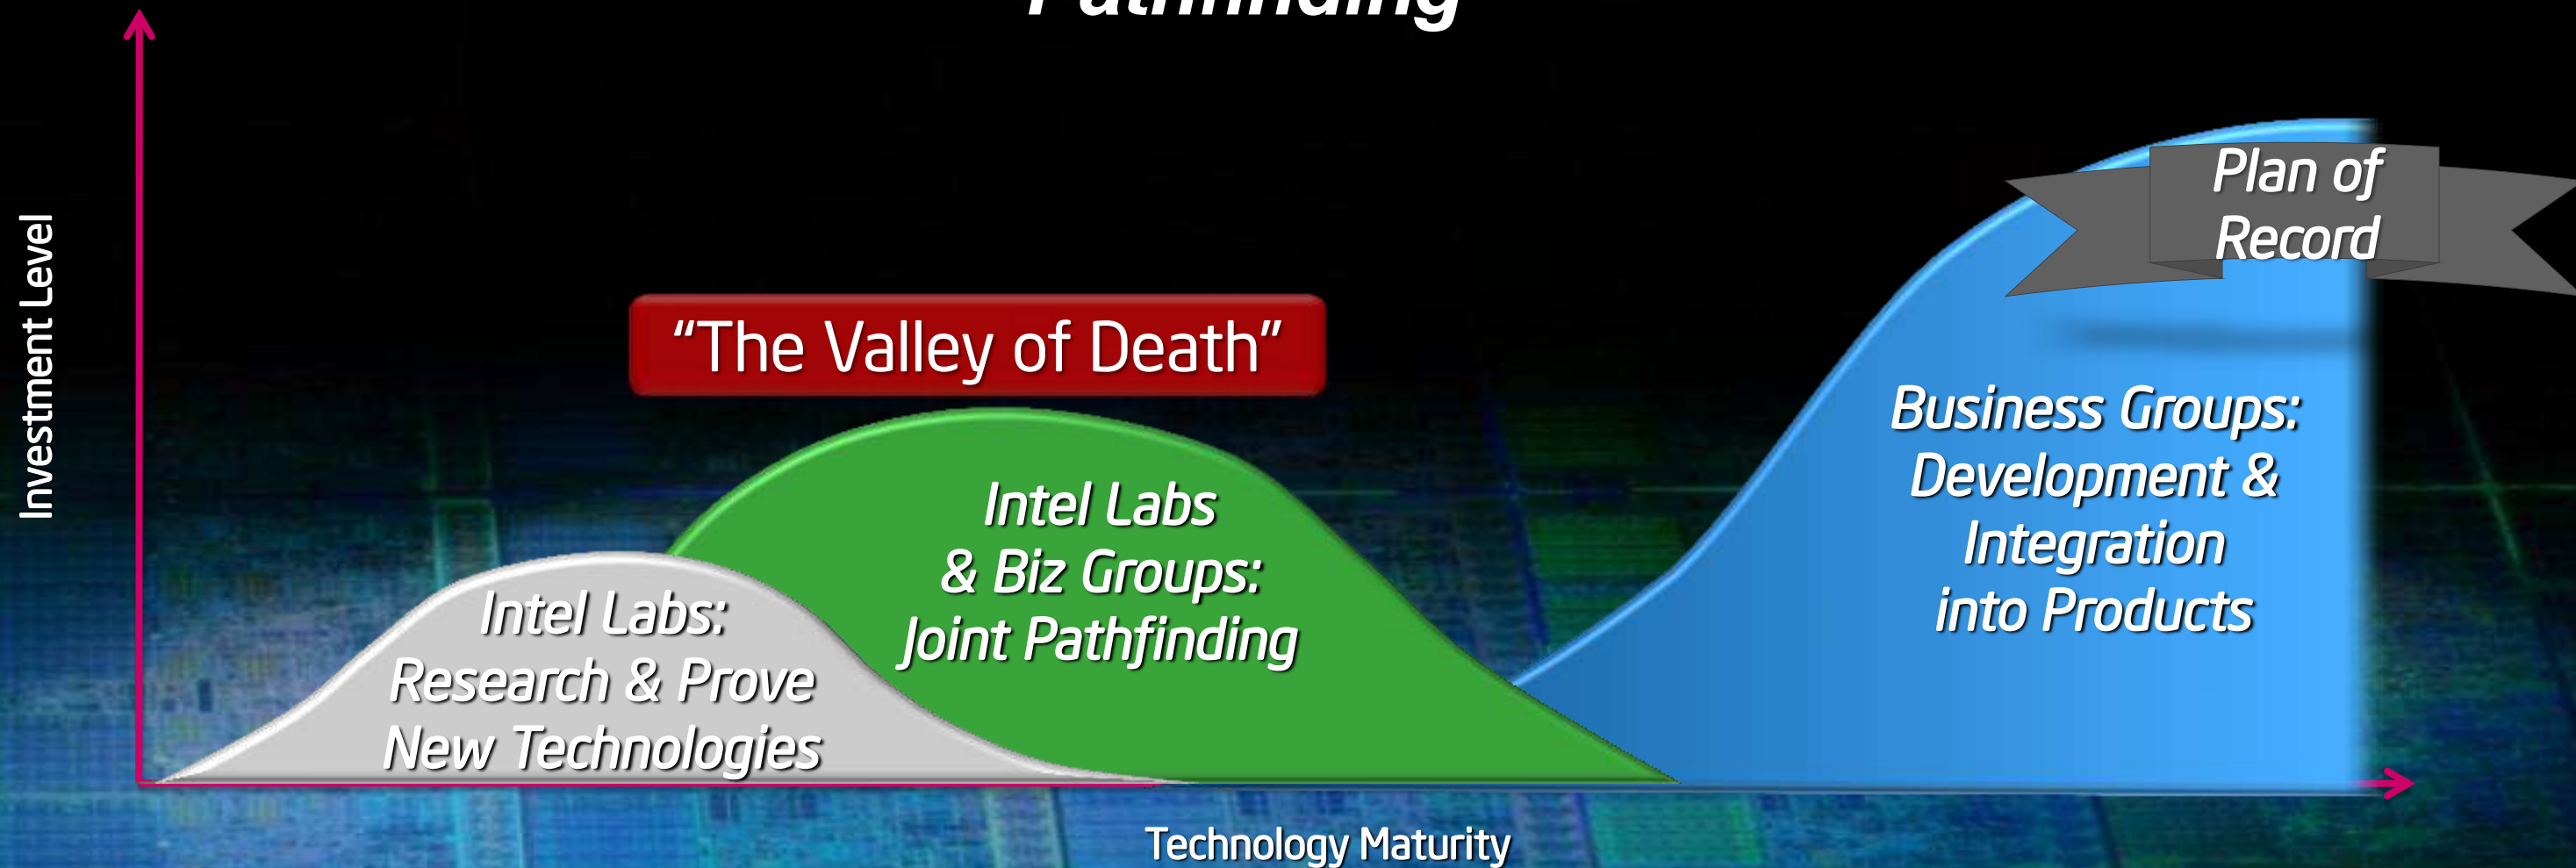 Pathfinding
Investment Level
Plan of
Record
“The Valley of Death”
Business Groups:
Development &
Integration
into Products
Intel Labs
& Biz Groups:
Joint Pathfinding
Intel Labs:
Research & Prove
New Technologies
Technology Maturity